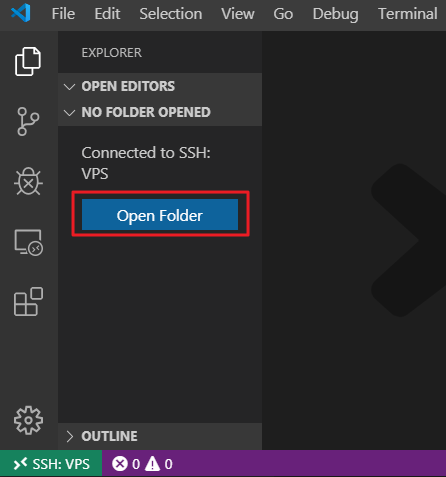 File Edit Selection View Go Debug Terminal
EXPLORER
OPEN EDITORS
NO FOLDER OPENED
Connected to SSH:
VPS
Open Folder
OUTLINE
SSH: VPS 0 0